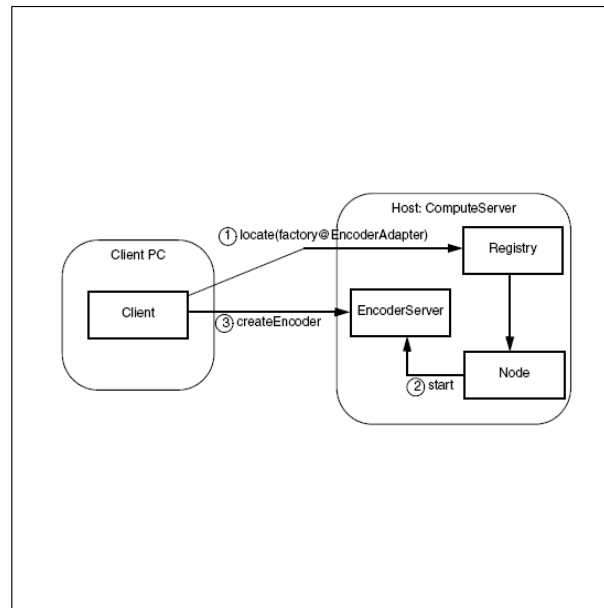 Host: ComputeServer
1 locate(factory@EncoderAdapter)
Registry
Client PC
Client
EncoderServer
3 createEncoder
Node
2 start